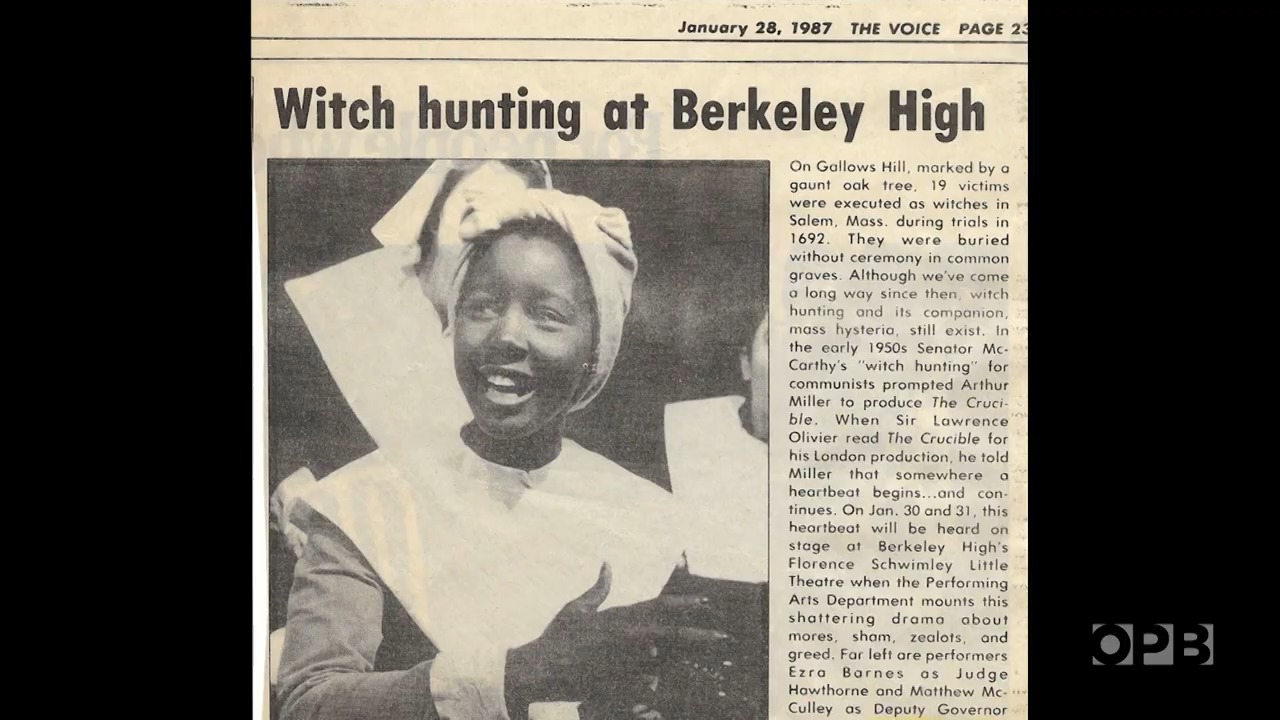 January 28, 1987 THE VOICE PAGE 23
Witch hunting at Berkeley High
On Gallows Hill, marked by a
gaunt oak tree, 19 victims
were executed as witches in
Salem, Mass. during trials in
1692. They were buried
without ceremony in common
graves. Although we've come
a long way since then, witch
hunting and its companion,
mass hysteria, still exist. In
the early 1950s Senator Mc-
Carthy's "witch hunting" for
communists prompted Arthur
Miller to produce The Cruci-
ble. When Sir Lawrence
Olivier read The Crucible for
his London production, he told
Miller that somewhere a
heartbeat begins...and con-
tinues. On Jan. 30 and 31, this
heartbeat will be heard on
stage at Berkeley High's
Florence Schwimley Little
Theatre when the Performing
Arts Department mounts this
shattering drama about
mores, sham, zealots, and
greed. Far left are performers
Ezra Barnes as Judge
Hawthorne and Matthew Mc-
Culley as Deputy Governor
OPB